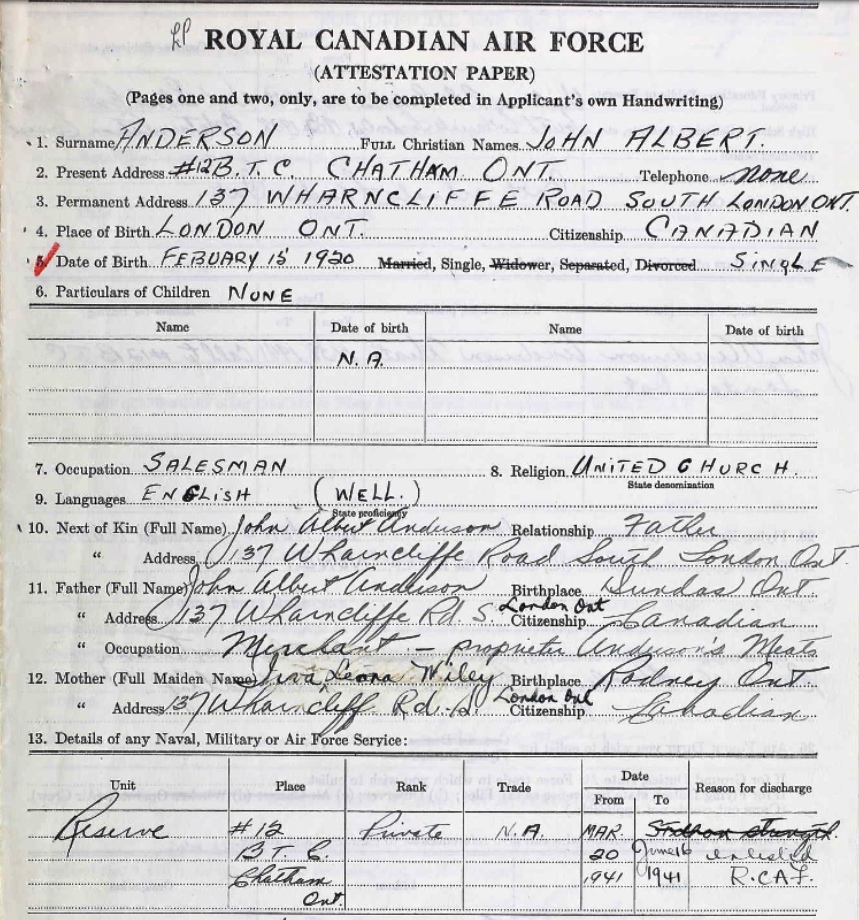 ROYAL CANADIAN AIR FORCE
(ATTESTATION PAPER)
(Pages one and two, only, are to be completed in Applicant's own Handwriting)
1. Surname ANDERSON FULL Christian Names JOHN ALBERT.
2. Present Address #12 B.T.C. CHATHAM ONT. Telephone none
3. Permanent Address 137 WHARNCLIFFE ROAD SOUTH LONDON ONT.
4. Place of Birth LONDON ONT. Citizenship CANADIAN
5. Date of Birth FEBUARY 15 1920 Married, Single, Widower, Separated, Divorced SINGLE
6. Particulars of Children NONE
Name Date of birth Name Date of birth
N.A.
7. Occupation SALESMAN 8. Religion UNITED CHURCH.
State denomination
9. Languages ENGLISH (WELL.)
State proficiency
10. Next of Kin (Full Name) John Albert Anderson Relationship Father
" Address 137 Wharncliffe Road South London Ont
11. Father (Full Name) John Albert Anderson Birthplace Dundas Ont
" Address 137 Wharncliffe Rd. S. London Ont Citizenship Canadian
" Occupation Merchant – proprietor Anderson's Meats
12. Mother (Full Maiden Name) Leona Wiley Birthplace Rodney Ont
" Address 137 Wharncliff Rd. S. London Ont Citizenship Canadian
13. Details of any Naval, Military or Air Force Service:
Unit Place Rank Trade Date Reason for discharge
From To
Reserve #12 Private N.A. MAR. strength.
B.T.C. 20 June 16 enlisted
Chatham 1941 1941 R.C.A.F.
Ont.